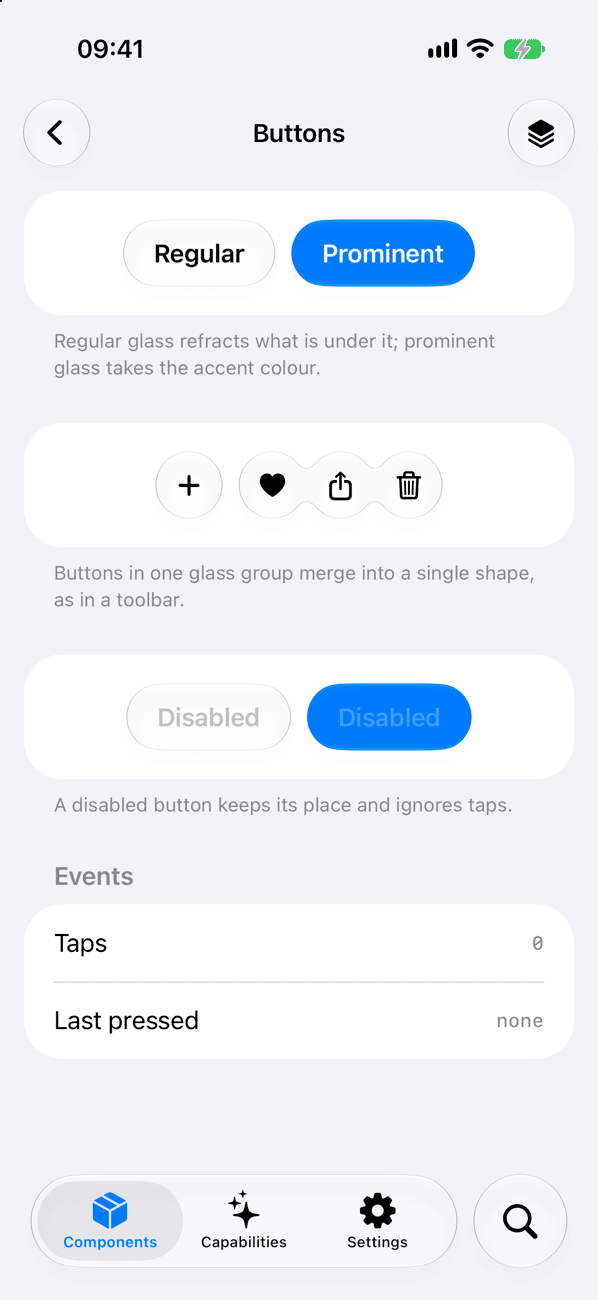 09:41
Buttons
Regular
Prominent
Regular glass refracts what is under it; prominent
glass takes the accent colour.
Buttons in one glass group merge into a single shape,
as in a toolbar.
Disabled
Disabled
A disabled button keeps its place and ignores taps.
Events
Taps
0
Last pressed
none
Components
Capabilities
Settings